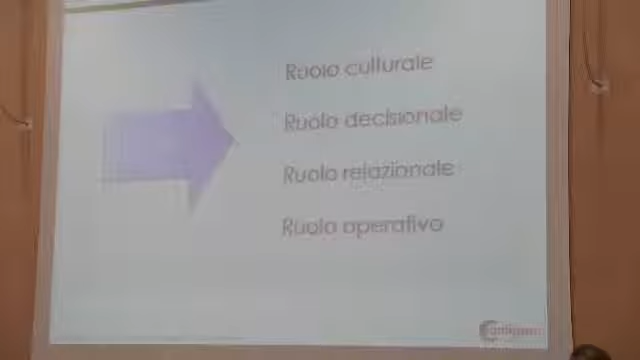 Ruolo culturale
Ruolo decisionale
Ruolo relazionale
Ruolo operativo